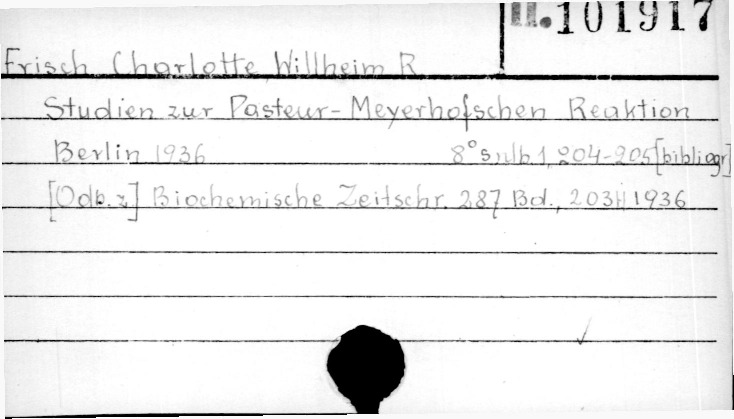 II.101917
Frisch Charlotte, Willheim R.
Studien zur Pasteur-Meyerhofschen Reaktion
Berlin 1936 8° s.nlb.1, 204-205[bibliogr]
[Odb.z] Biochemische Zeitschr. 287 Bd., 203 1936